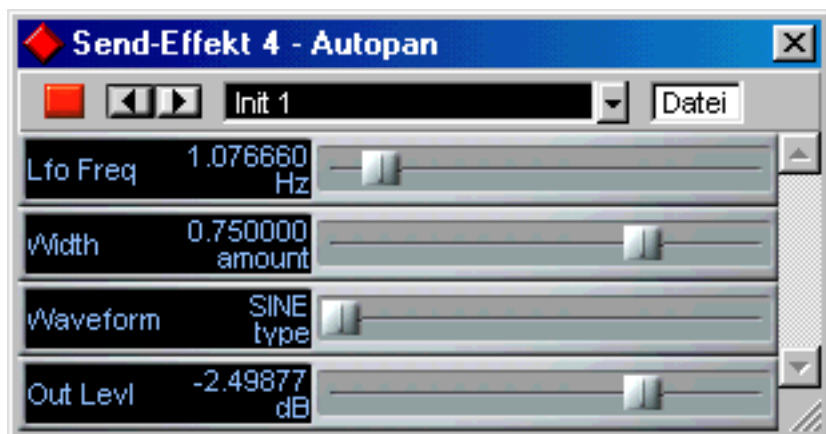 Send-Effekt 4 - Autopan
Init 1
Datei
Lfo Freq
1.076660
Hz
Width
0.750000
amount
Waveform
SINE
type
Out Levl
-2.49877
dB